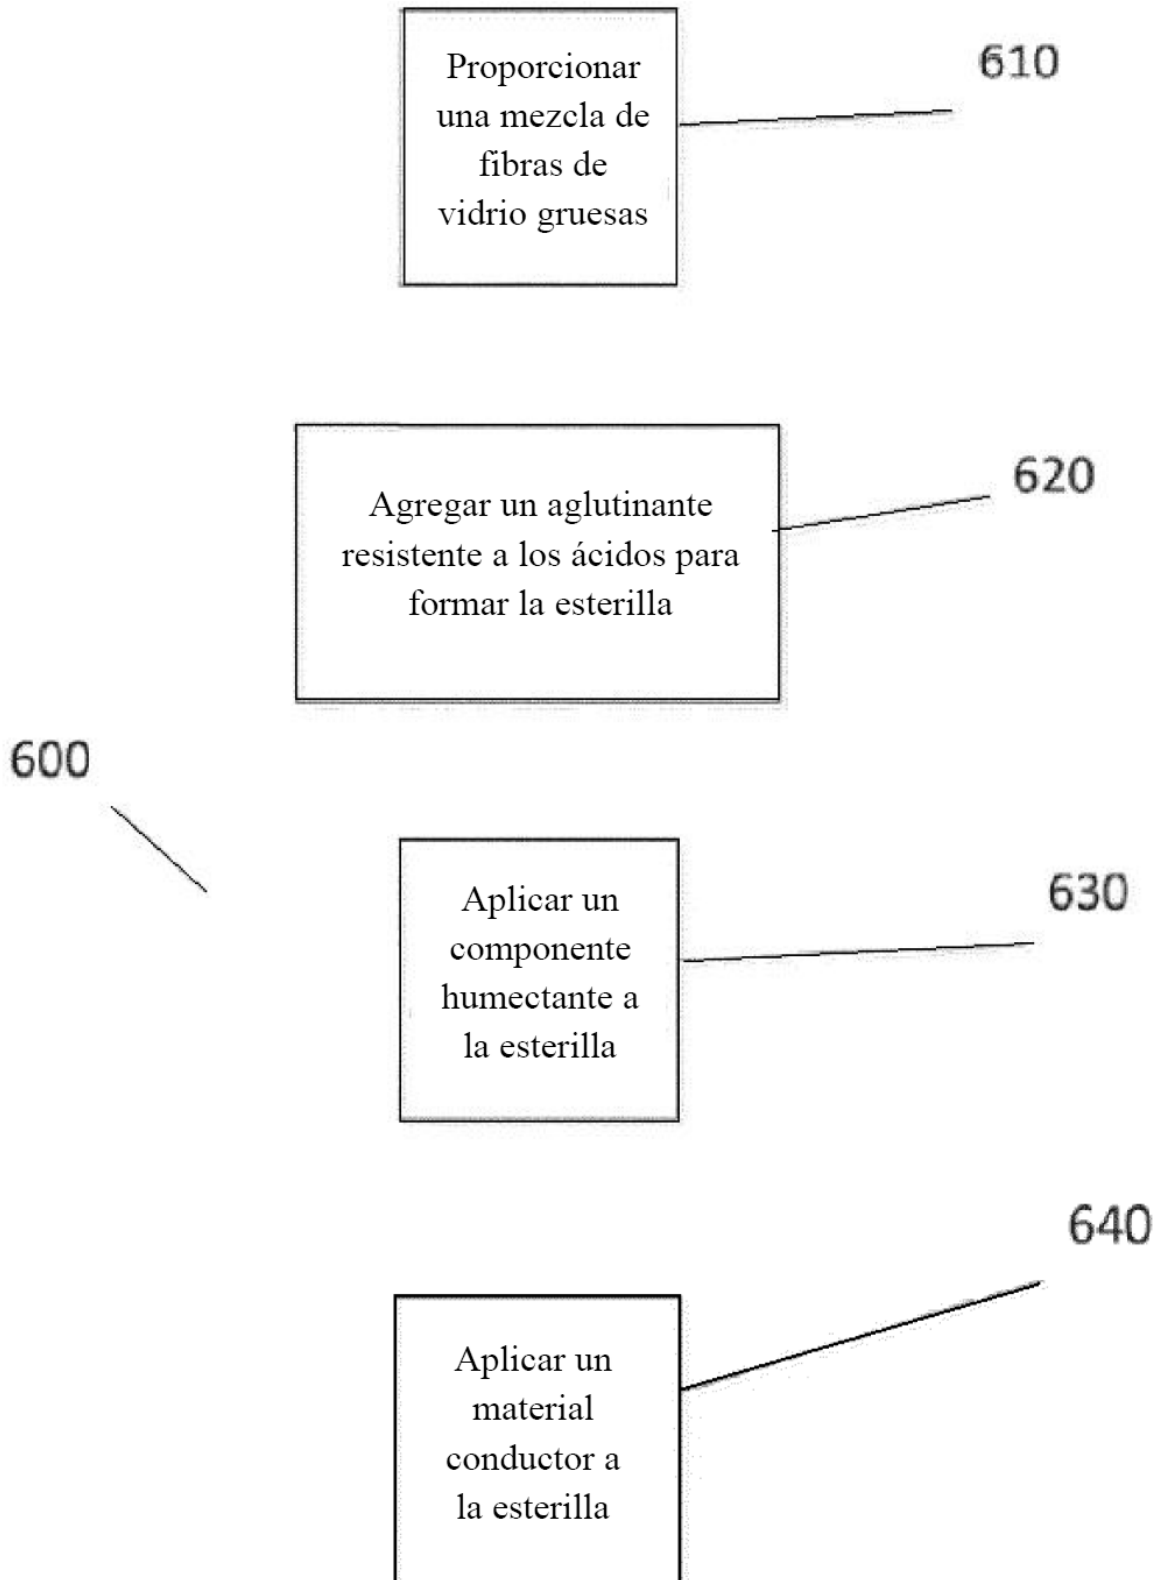 Proporcionar
una mezcla de
fibras de
vidrio gruesas
610
Agregar un aglutinante
resistente a los ácidos para
formar la esterilla
620
600
Aplicar un
componente
humectante a
la esterilla
630
640
Aplicar un
material
conductor a
la esterilla